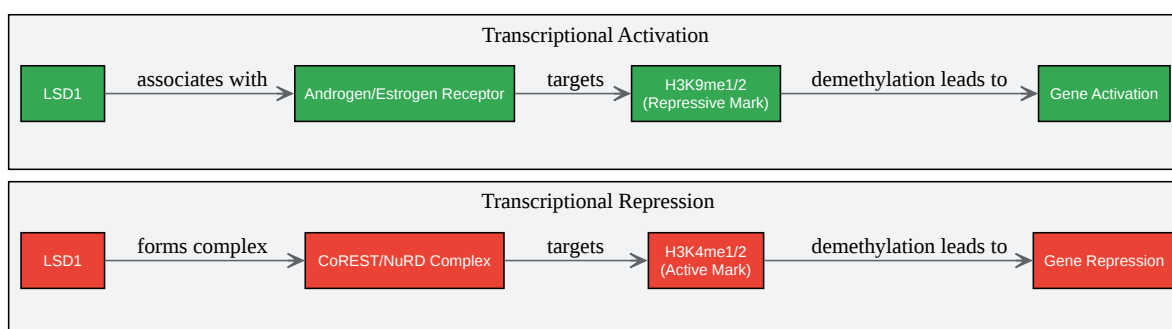 Transcriptional Activation
LSD1
associates with
Androgen/Estrogen Receptor
targets
H3K9me1/2
(Repressive Mark)
demethylation leads to
Gene Activation
Transcriptional Repression
LSD1
forms complex
CoREST/NuRD Complex
targets
H3K4me1/2
(Active Mark)
demethylation leads to
Gene Repression